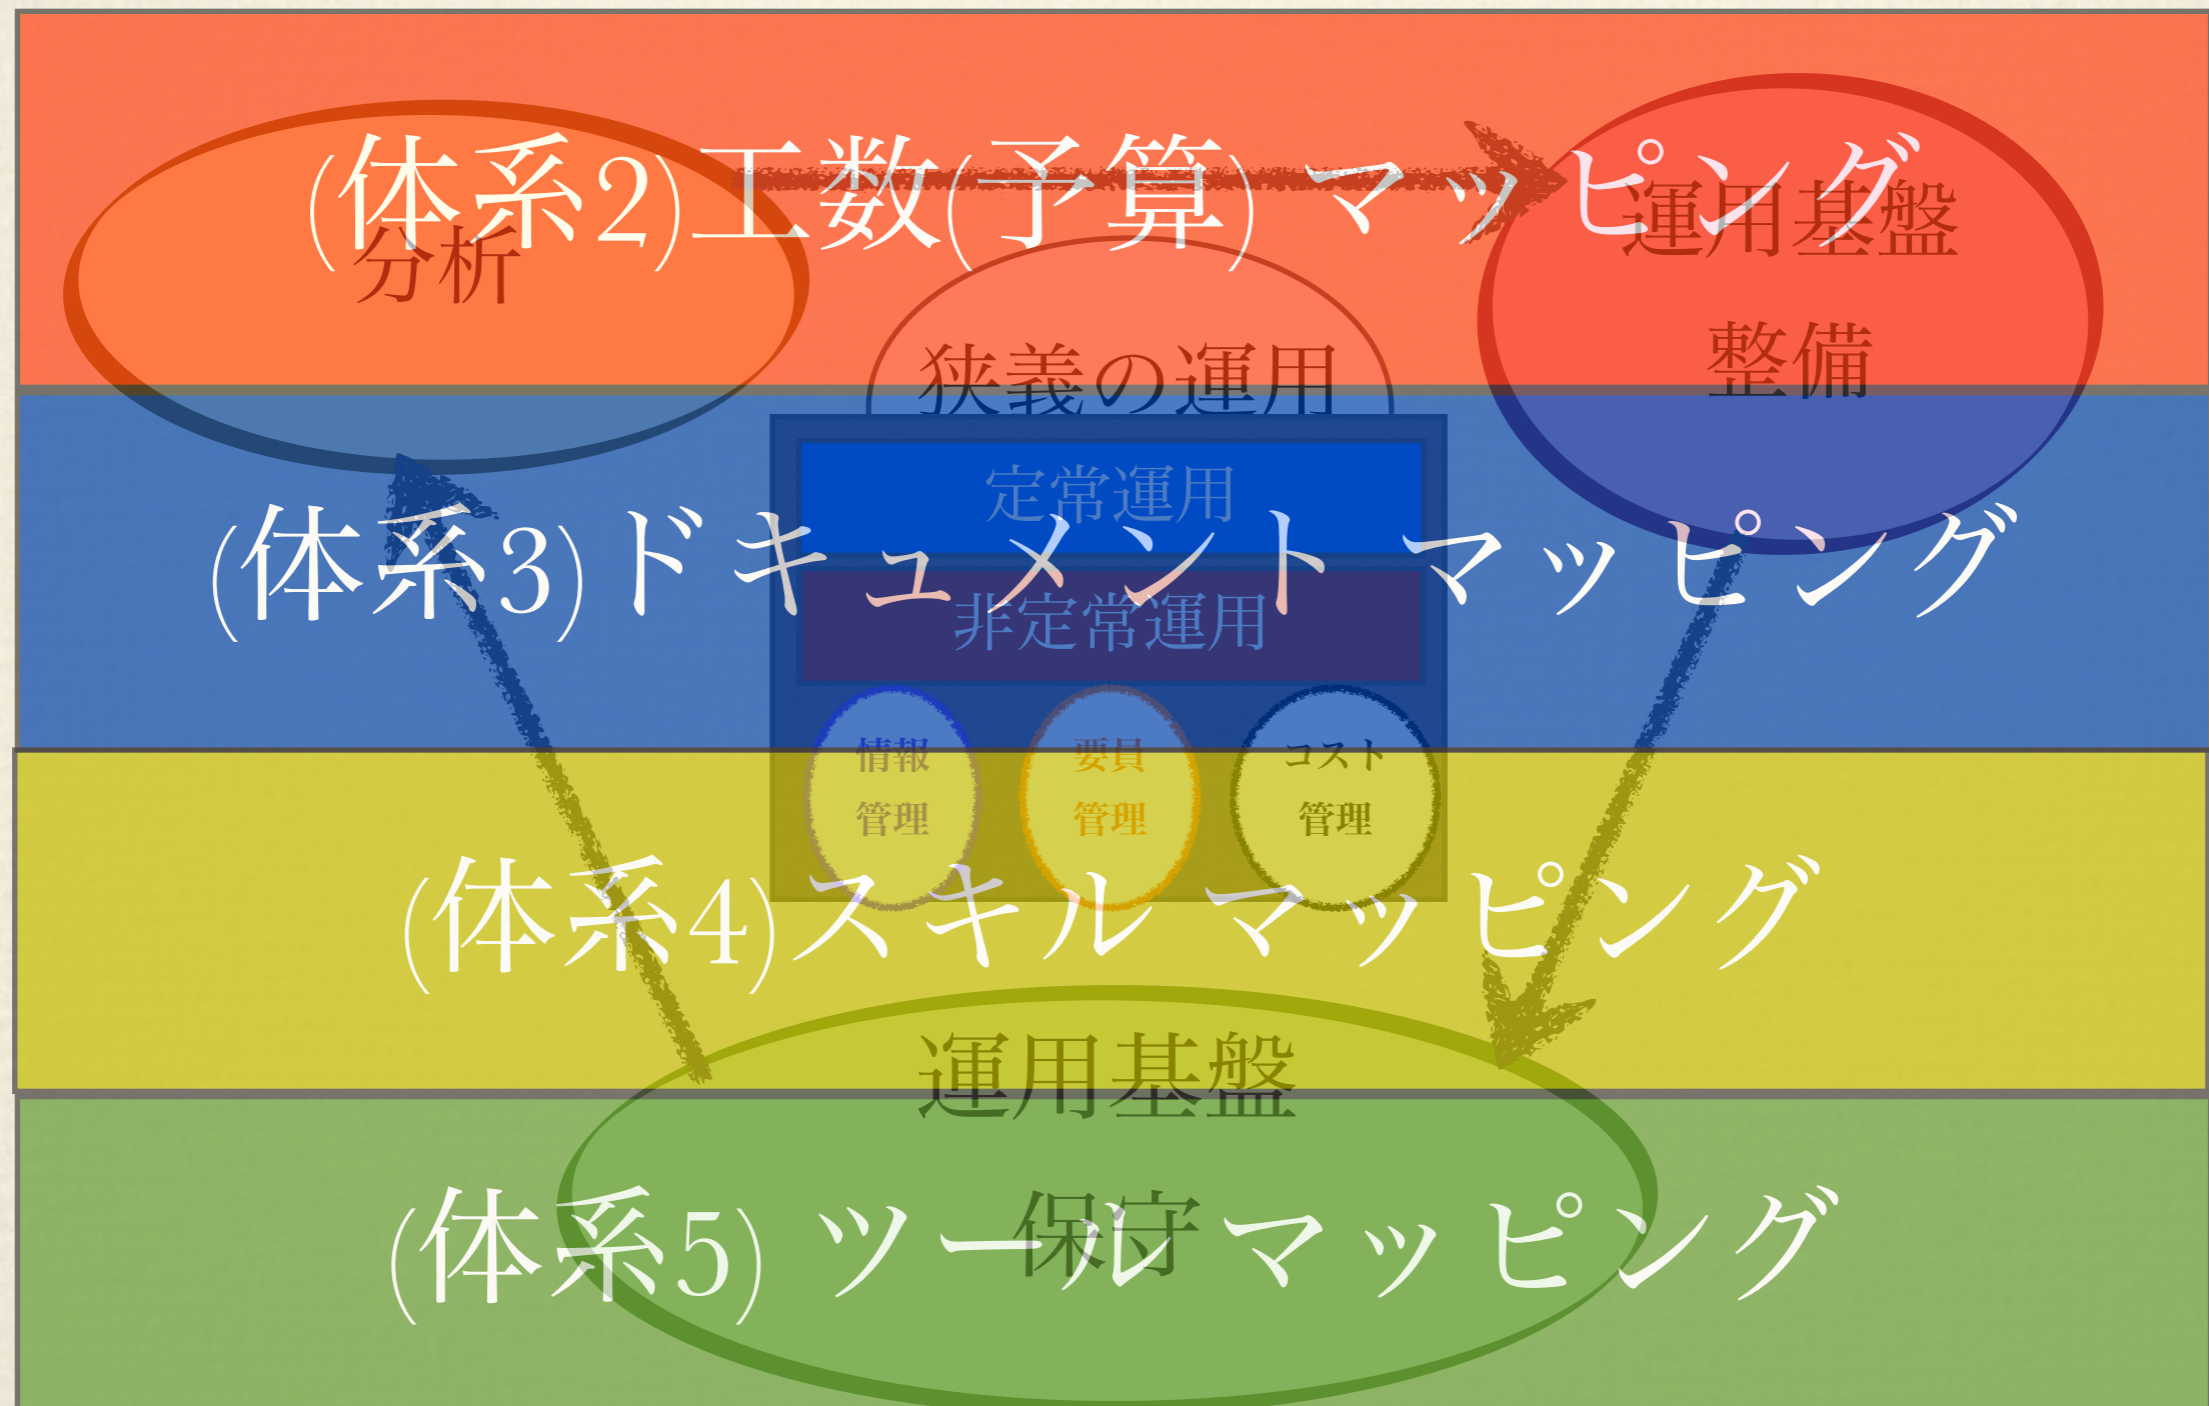 (体系2)工数(予算) マッピング
分析
運用基盤
整備
狭義の運用
定常運用
(体系3)ドキュメント マッピング
非定常運用
情報
管理
要員
管理
コスト
管理
(体系4)スキル マッピング
運用基盤
保守
(体系5) ツール マッピング